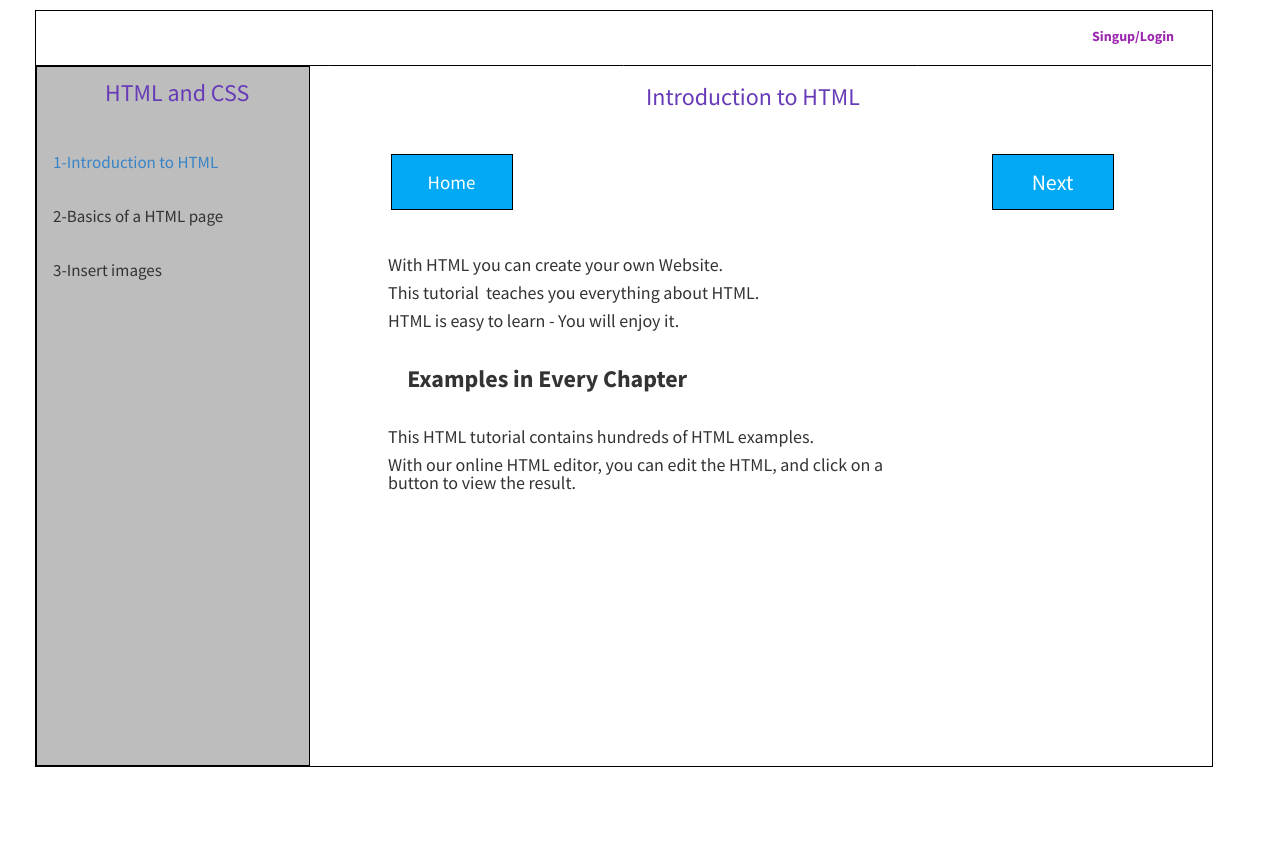 Singup/Login
HTML and CSS
1-Introduction to HTML
2-Basics of a HTML page
3-Insert images
Introduction to HTML
Home
Next
With HTML you can create your own Website.
This tutorial  teaches you everything about HTML.
HTML is easy to learn - You will enjoy it.
Examples in Every Chapter
This HTML tutorial contains hundreds of HTML examples.
With our online HTML editor, you can edit the HTML, and click on a
button to view the result.